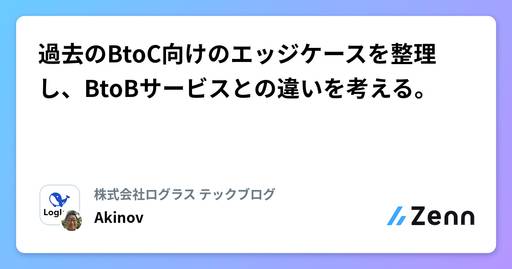 過去のBtoC向けのエッジケースを整理
し、BtoBサービスとの違いを考える。
株式会社ログラス テックブログ
Akinov
Zenn